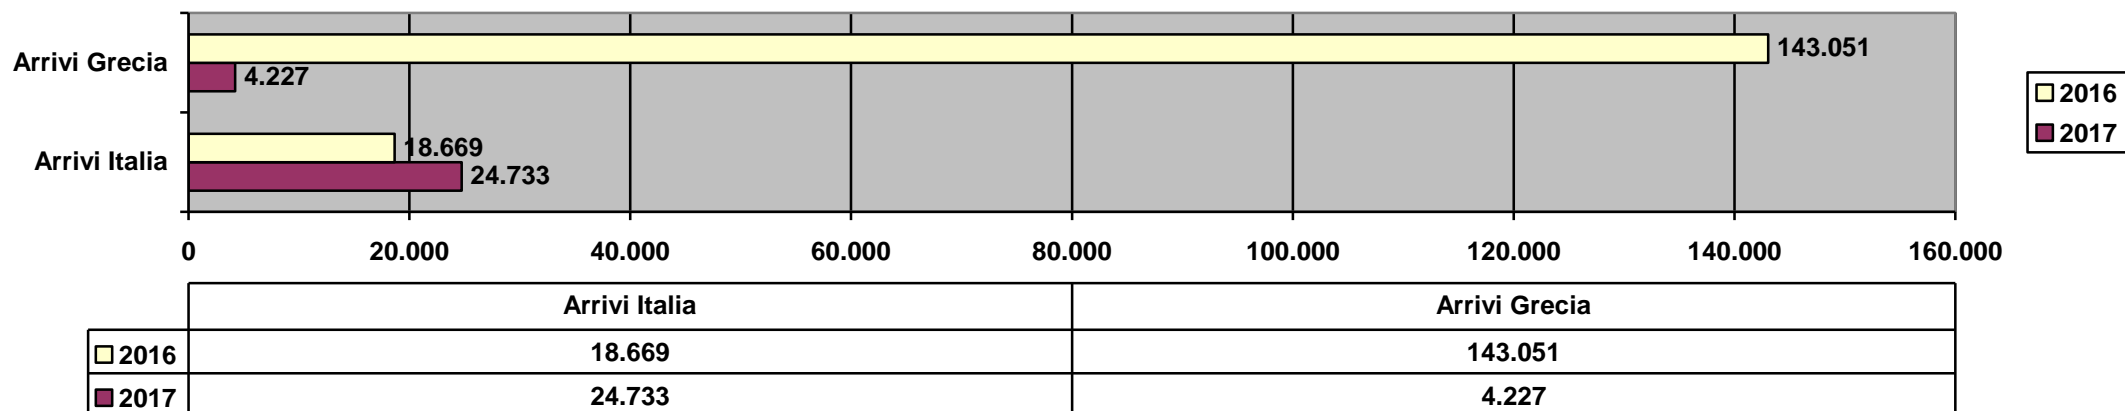 Arrivi Grecia
143.051
4.227
Arrivi Italia
18.669
24.733
2016
2017
0 20.000 40.000 60.000 80.000 100.000 120.000 140.000 160.000
Arrivi Italia Arrivi Grecia
2016 18.669 143.051
2017 24.733 4.227